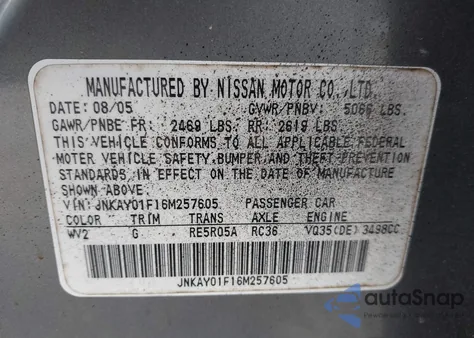 MANUFACTURED BY NISSAN MOTOR CO.,LTD.
DATE: 08/05 GVWR/PNBV: 5066 LBS.
GAWR/PNBE FR: 2469 LBS. RR: 2619 LBS.
THIS VEHICLE CONFORMS TO ALL APPLICABLE FEDERAL
MOTOR VEHICLE SAFETY,BUMPER,AND THEFT PREVENTION
STANDARDS IN EFFECT ON THE DATE OF MANUFACTURE
SHOWN ABOVE.
VIN: JNKAY01F16M257605 PASSENGER CAR
COLOR TRIM TRANS AXLE ENGINE
WV2 G RE5R05A RC36 VQ35(DE) 3498CC
JNKAY01F16M257605
autoSnap